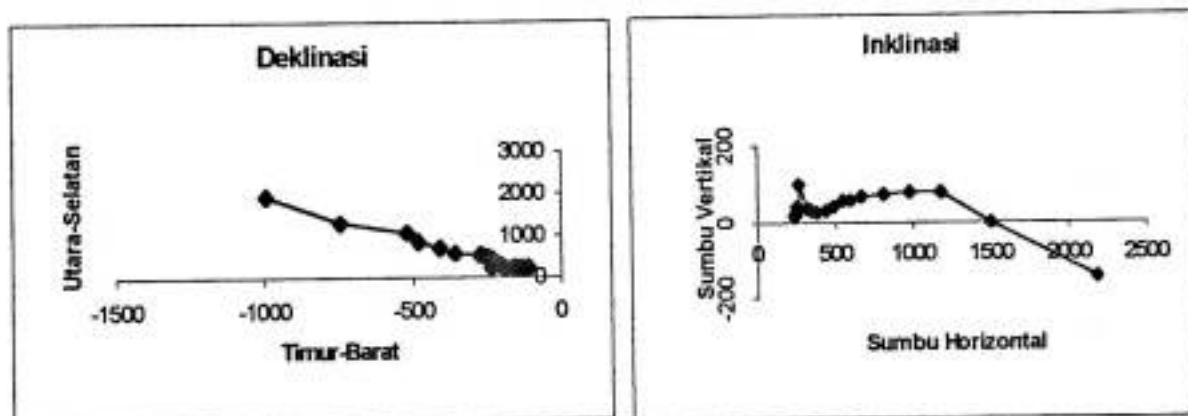 Deklinasi
Utara-Selatan
3000
2000
1000
0
-1500 -1000 -500 0
Timur-Barat
Inklinasi
Sumbu Vertikal
200
0
-200
0 500 1000 1500 2000 2500
Sumbu Horizontal